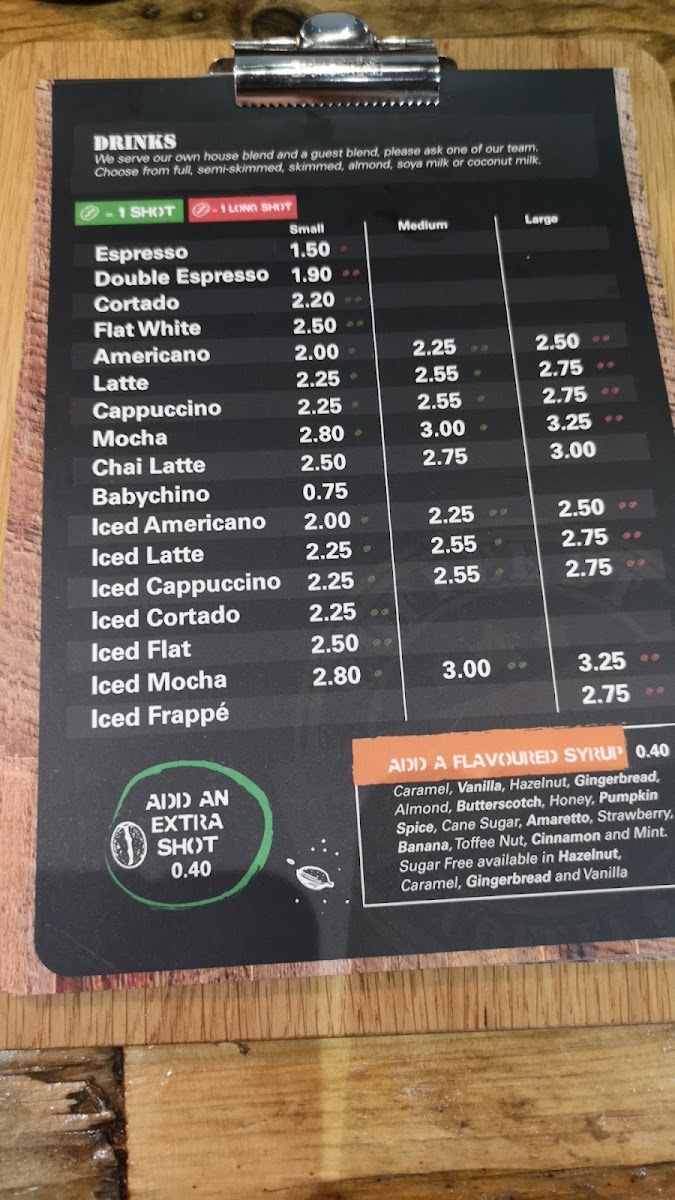 DRINKS
We serve our own house blend and a guest blend, please ask one of our team.
Choose from full, semi-skimmed, skimmed, almond, soya milk or coconut milk.
= 1 SHOT = 1 LONG SHOT
Small Medium Large
Espresso 1.50
Double Espresso 1.90
Cortado 2.20
Flat White 2.50
Americano 2.00 2.25 2.50
Latte 2.25 2.55 2.75
Cappuccino 2.25 2.55 2.75
Mocha 2.80 3.00 3.25
Chai Latte 2.50 2.75 3.00
Babychino 0.75
Iced Americano 2.00 2.25 2.50
Iced Latte 2.25 2.55 2.75
Iced Cappuccino 2.25 2.55 2.75
Iced Cortado 2.25
Iced Flat 2.50
Iced Mocha 2.80 3.00 3.25
Iced Frappé 2.75
ADD AN
EXTRA
SHOT
0.40
ADD A FLAVOURED SYRUP 0.40
Caramel, Vanilla, Hazelnut, Gingerbread,
Almond, Butterscotch, Honey, Pumpkin
Spice, Cane Sugar, Amaretto, Strawberry,
Banana, Toffee Nut, Cinnamon and Mint.
Sugar Free available in Hazelnut,
Caramel, Gingerbread and Vanilla